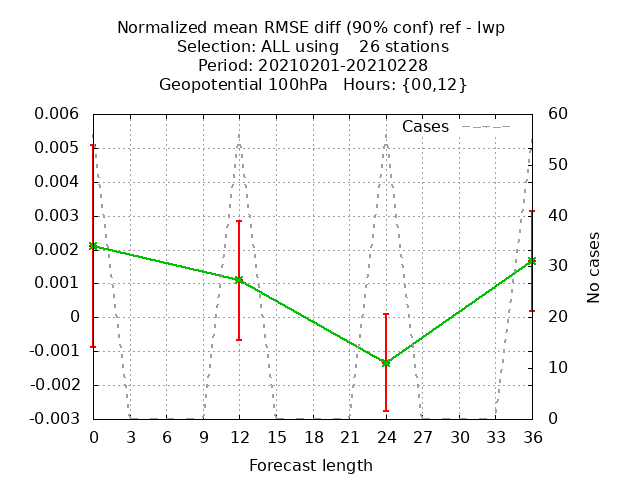 Normalized mean RMSE diff (90% conf) ref - lwp
Selection: ALL using    26 stations
Period: 20210201-20210228
Geopotential 100hPa   Hours: {00,12}
Cases
0.006
0.005
0.004
0.003
0.002
0.001
0
-0.001
-0.002
-0.003
60
50
40
30
20
10
0
No cases
0 3 6 9 12 15 18 21 24 27 30 33 36
Forecast length